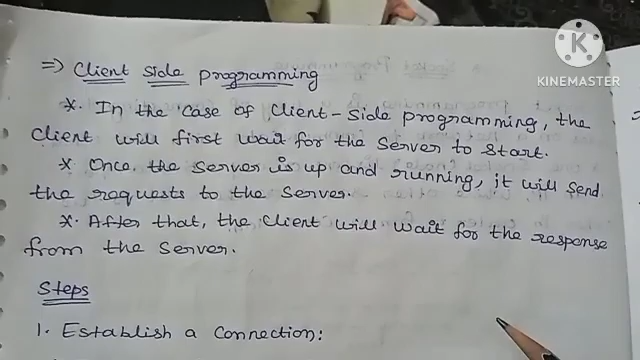 K
KINEMASTER
⇒ Client side programming
* In the case of Client-side programming, the
Client will first wait for the server to start.
* Once the server is up and running, it will send
the requests to the server.
* After that, the client will wait for the response
from the server.
Steps
1. Establish a connection: